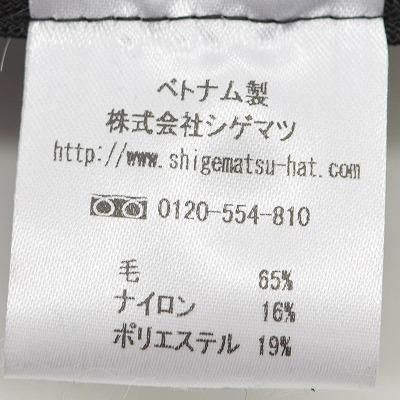 ベトナム製
株式会社シゲマツ
http://www.shigematsu-hat.com
0120-554-810
毛 65%
ナイロン 16%
ポリエステル 19%